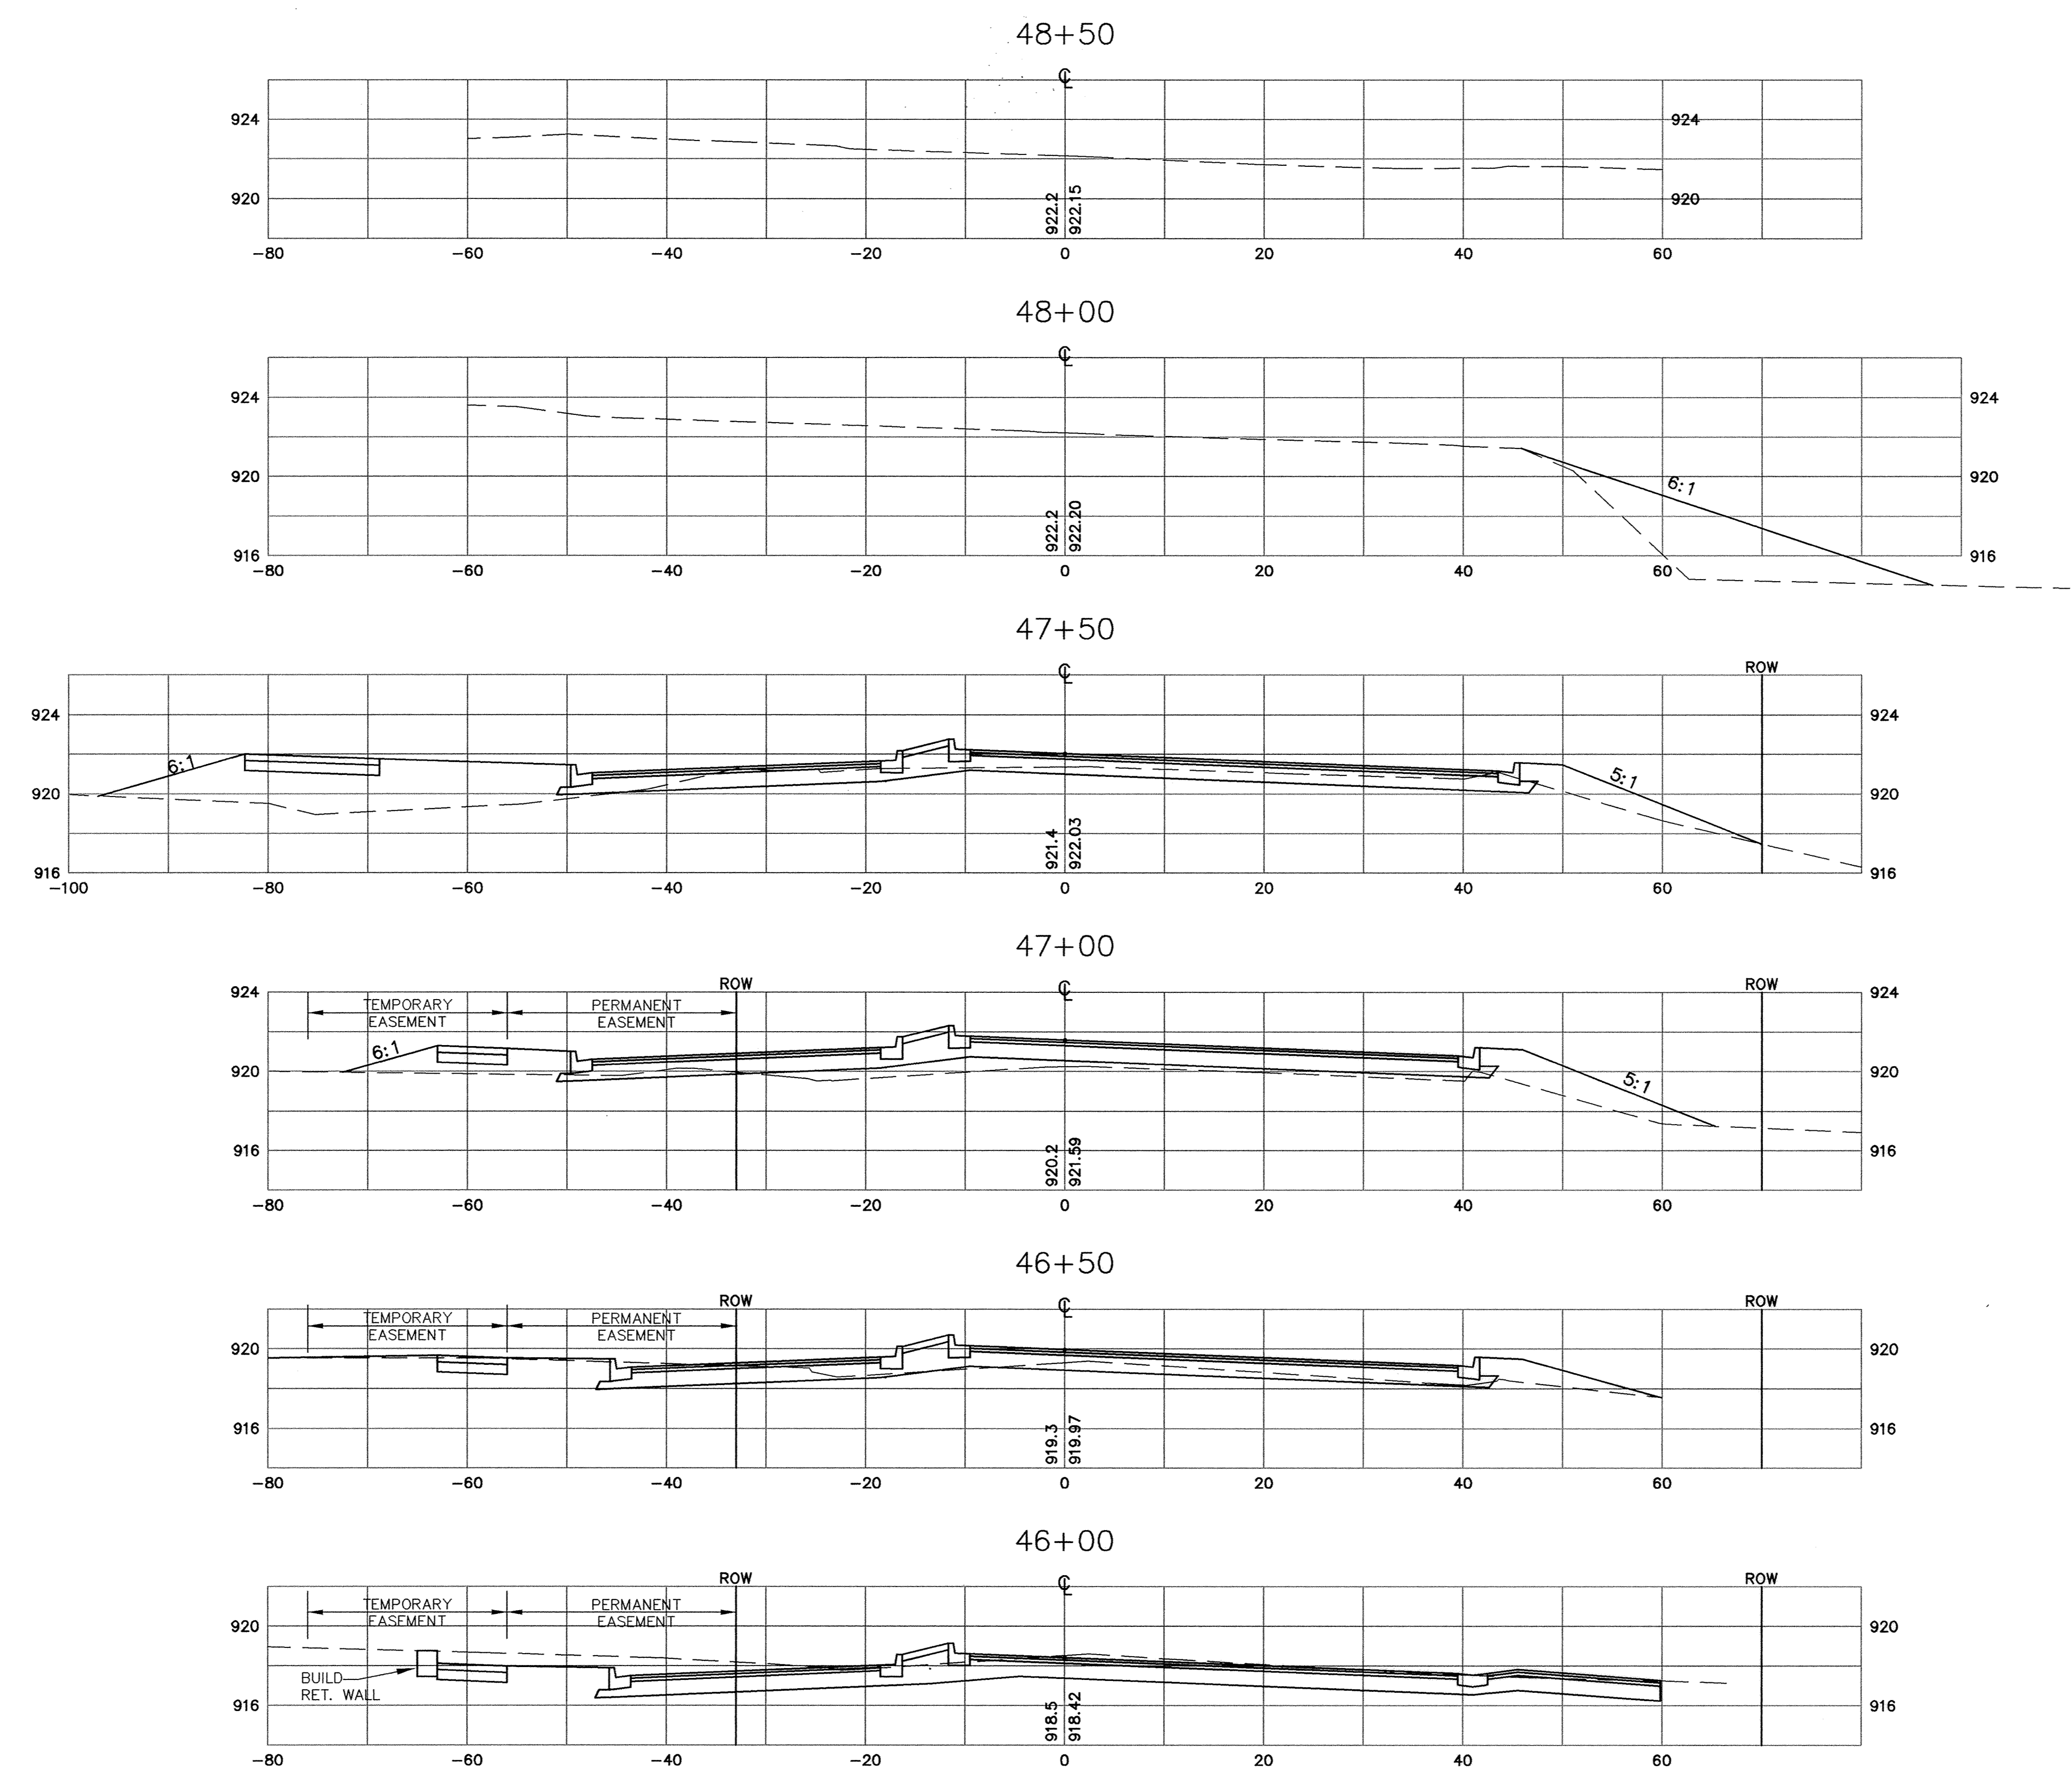 48+50
℄
924 924
920 920
922.2 922.15
-80 -60 -40 -20 0 20 40 60
48+00
℄
924 924
920 920
6:1
922.2 922.20
916 916
-80 -60 -40 -20 0 20 40 60
47+50
℄ ROW
924 924
6:1 5:1
920 920
921.4 922.03
916 916
-100 -80 -60 -40 -20 0 20 40 60
47+00
ROW ℄ ROW
924 924
TEMPORARY PERMANENT
EASEMENT EASEMENT
6:1 5:1
920 920
920.2 921.59
916 916
-80 -60 -40 -20 0 20 40 60
46+50
ROW ℄ ROW
TEMPORARY PERMANENT
EASEMENT EASEMENT
920 920
919.3 919.97
916 916
-80 -60 -40 -20 0 20 40 60
46+00
ROW ℄ ROW
TEMPORARY PERMANENT
EASEMENT EASEMENT
920 920
BUILD
RET. WALL
918.5 918.42
916 916
-80 -60 -40 -20 0 20 40 60